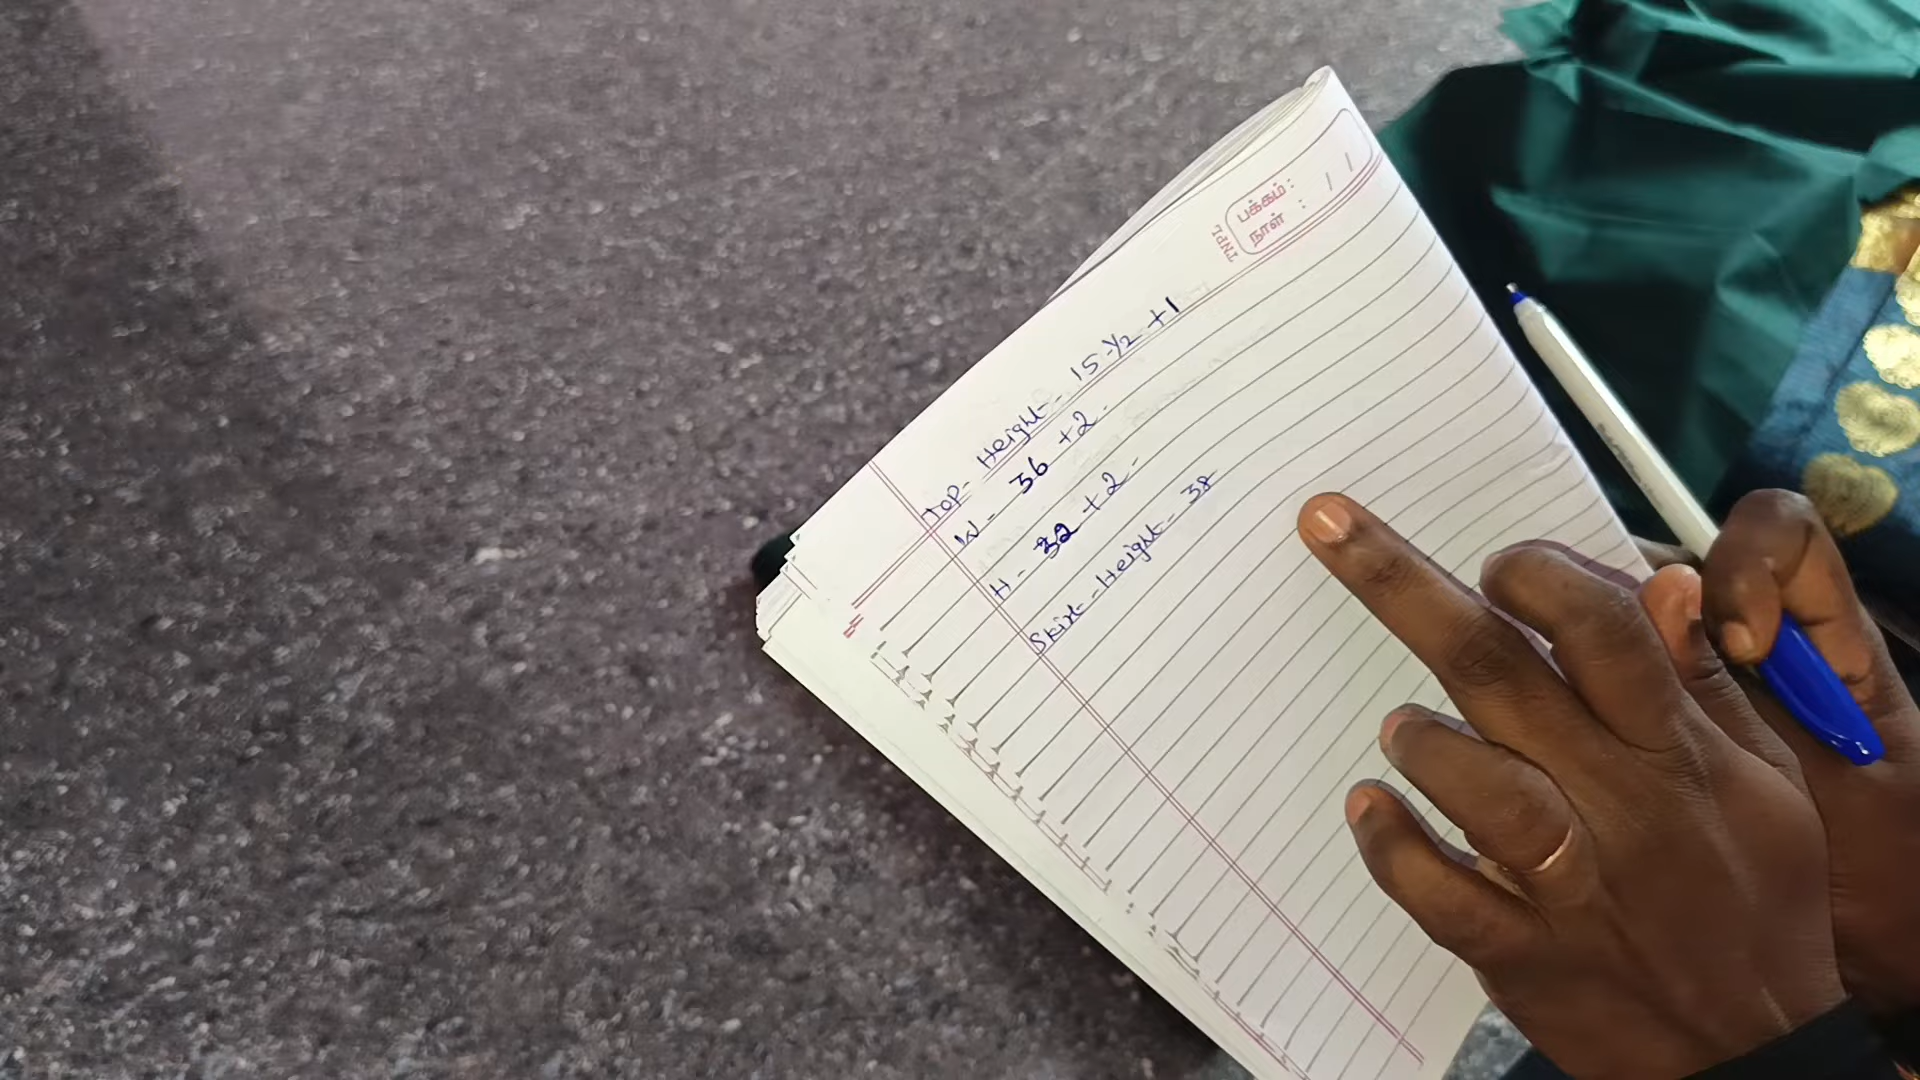 TNPL
பக்கம் :
நாள் : / /
Top- Height- 15-1/2 +1
W- 36 +2-
H- 32 +2-
Skirt-Height- 38